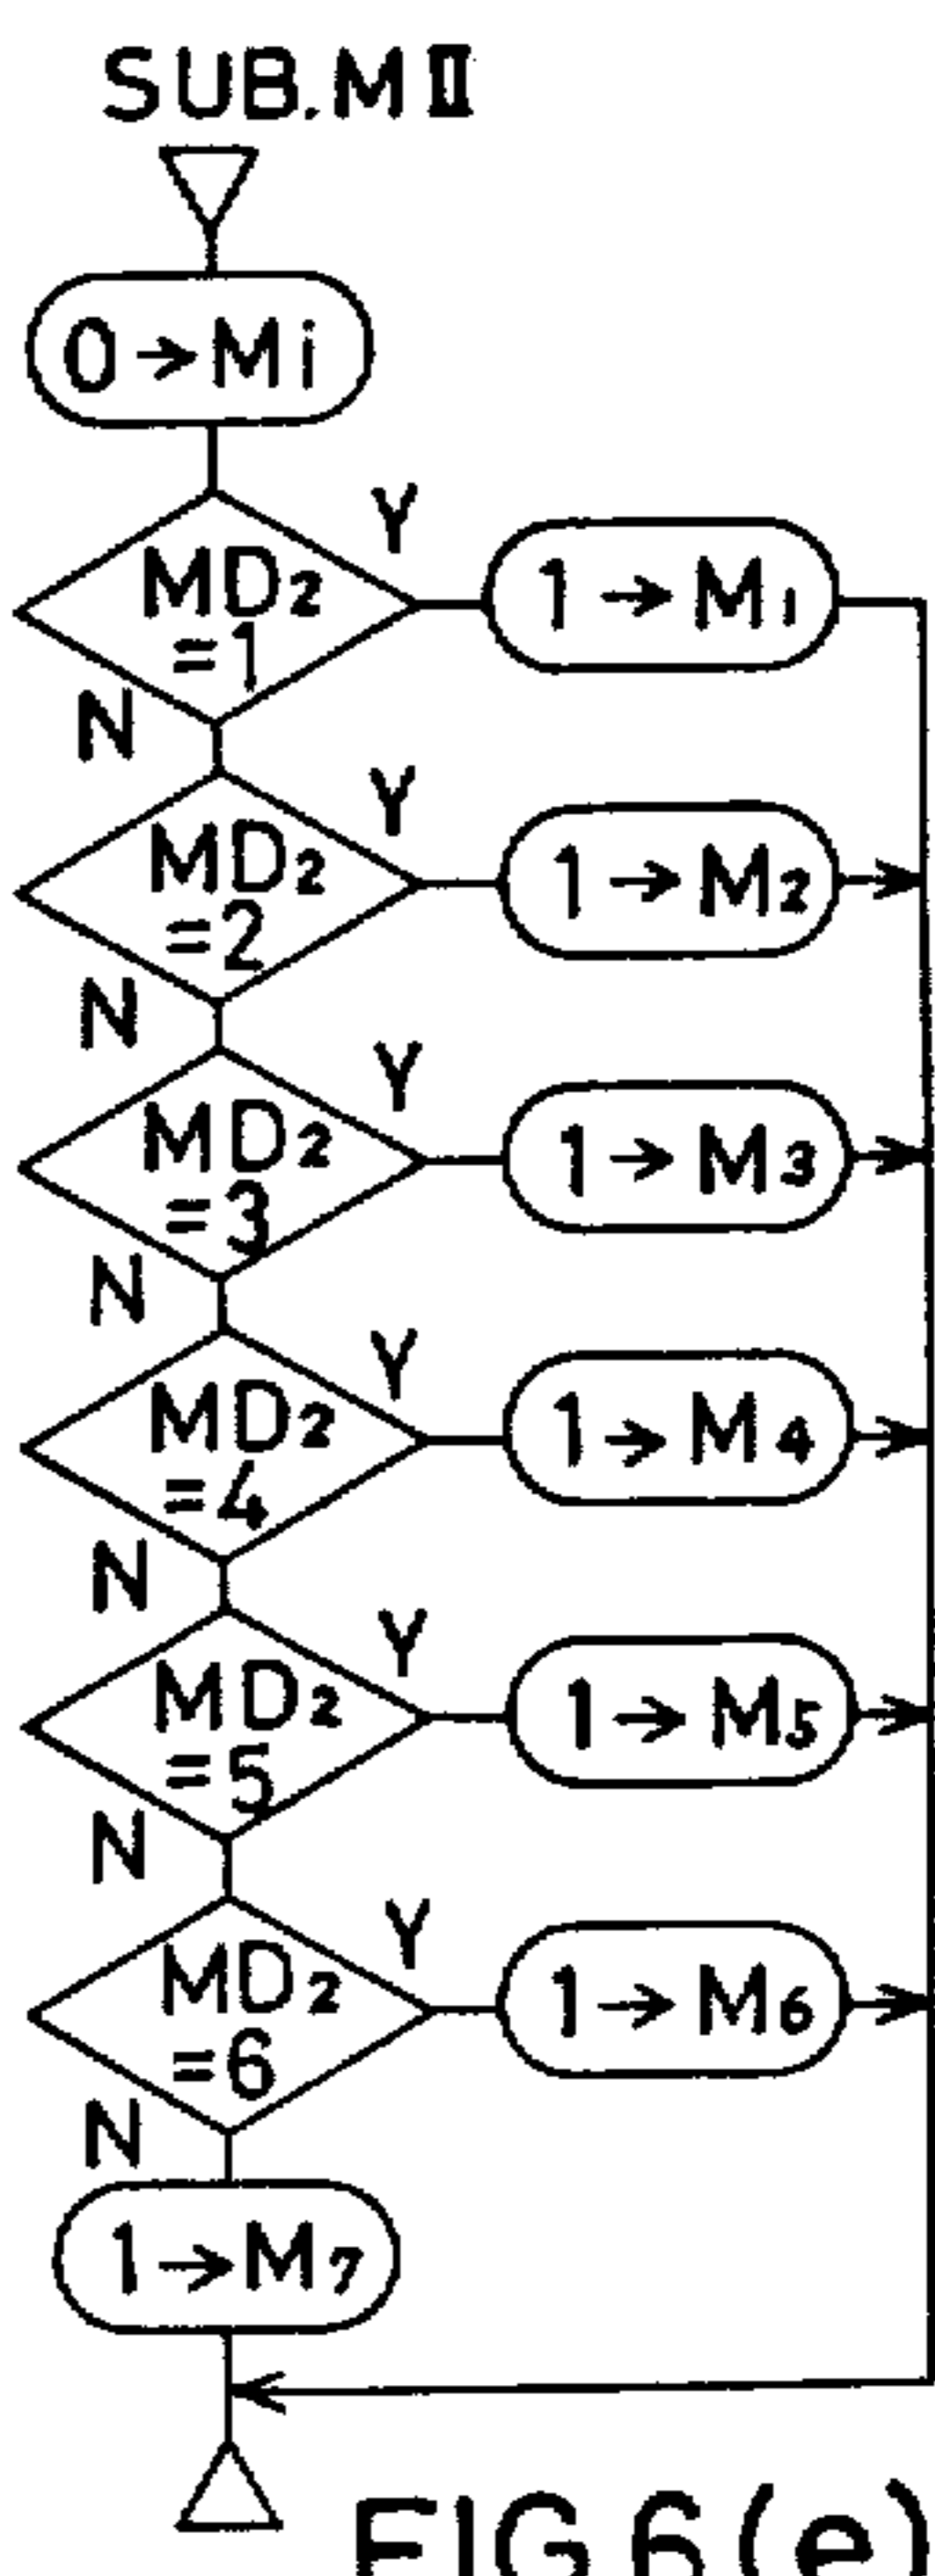 SUB. M II
0 → Mi
Y
MD2
=1
1 → M1
N
Y
MD2
=2
1 → M2
N
Y
MD2
=3
1 → M3
N
Y
MD2
=4
1 → M4
N
Y
MD2
=5
1 → M5
N
Y
MD2
=6
1 → M6
N
1 → M7
FIG.6(e)